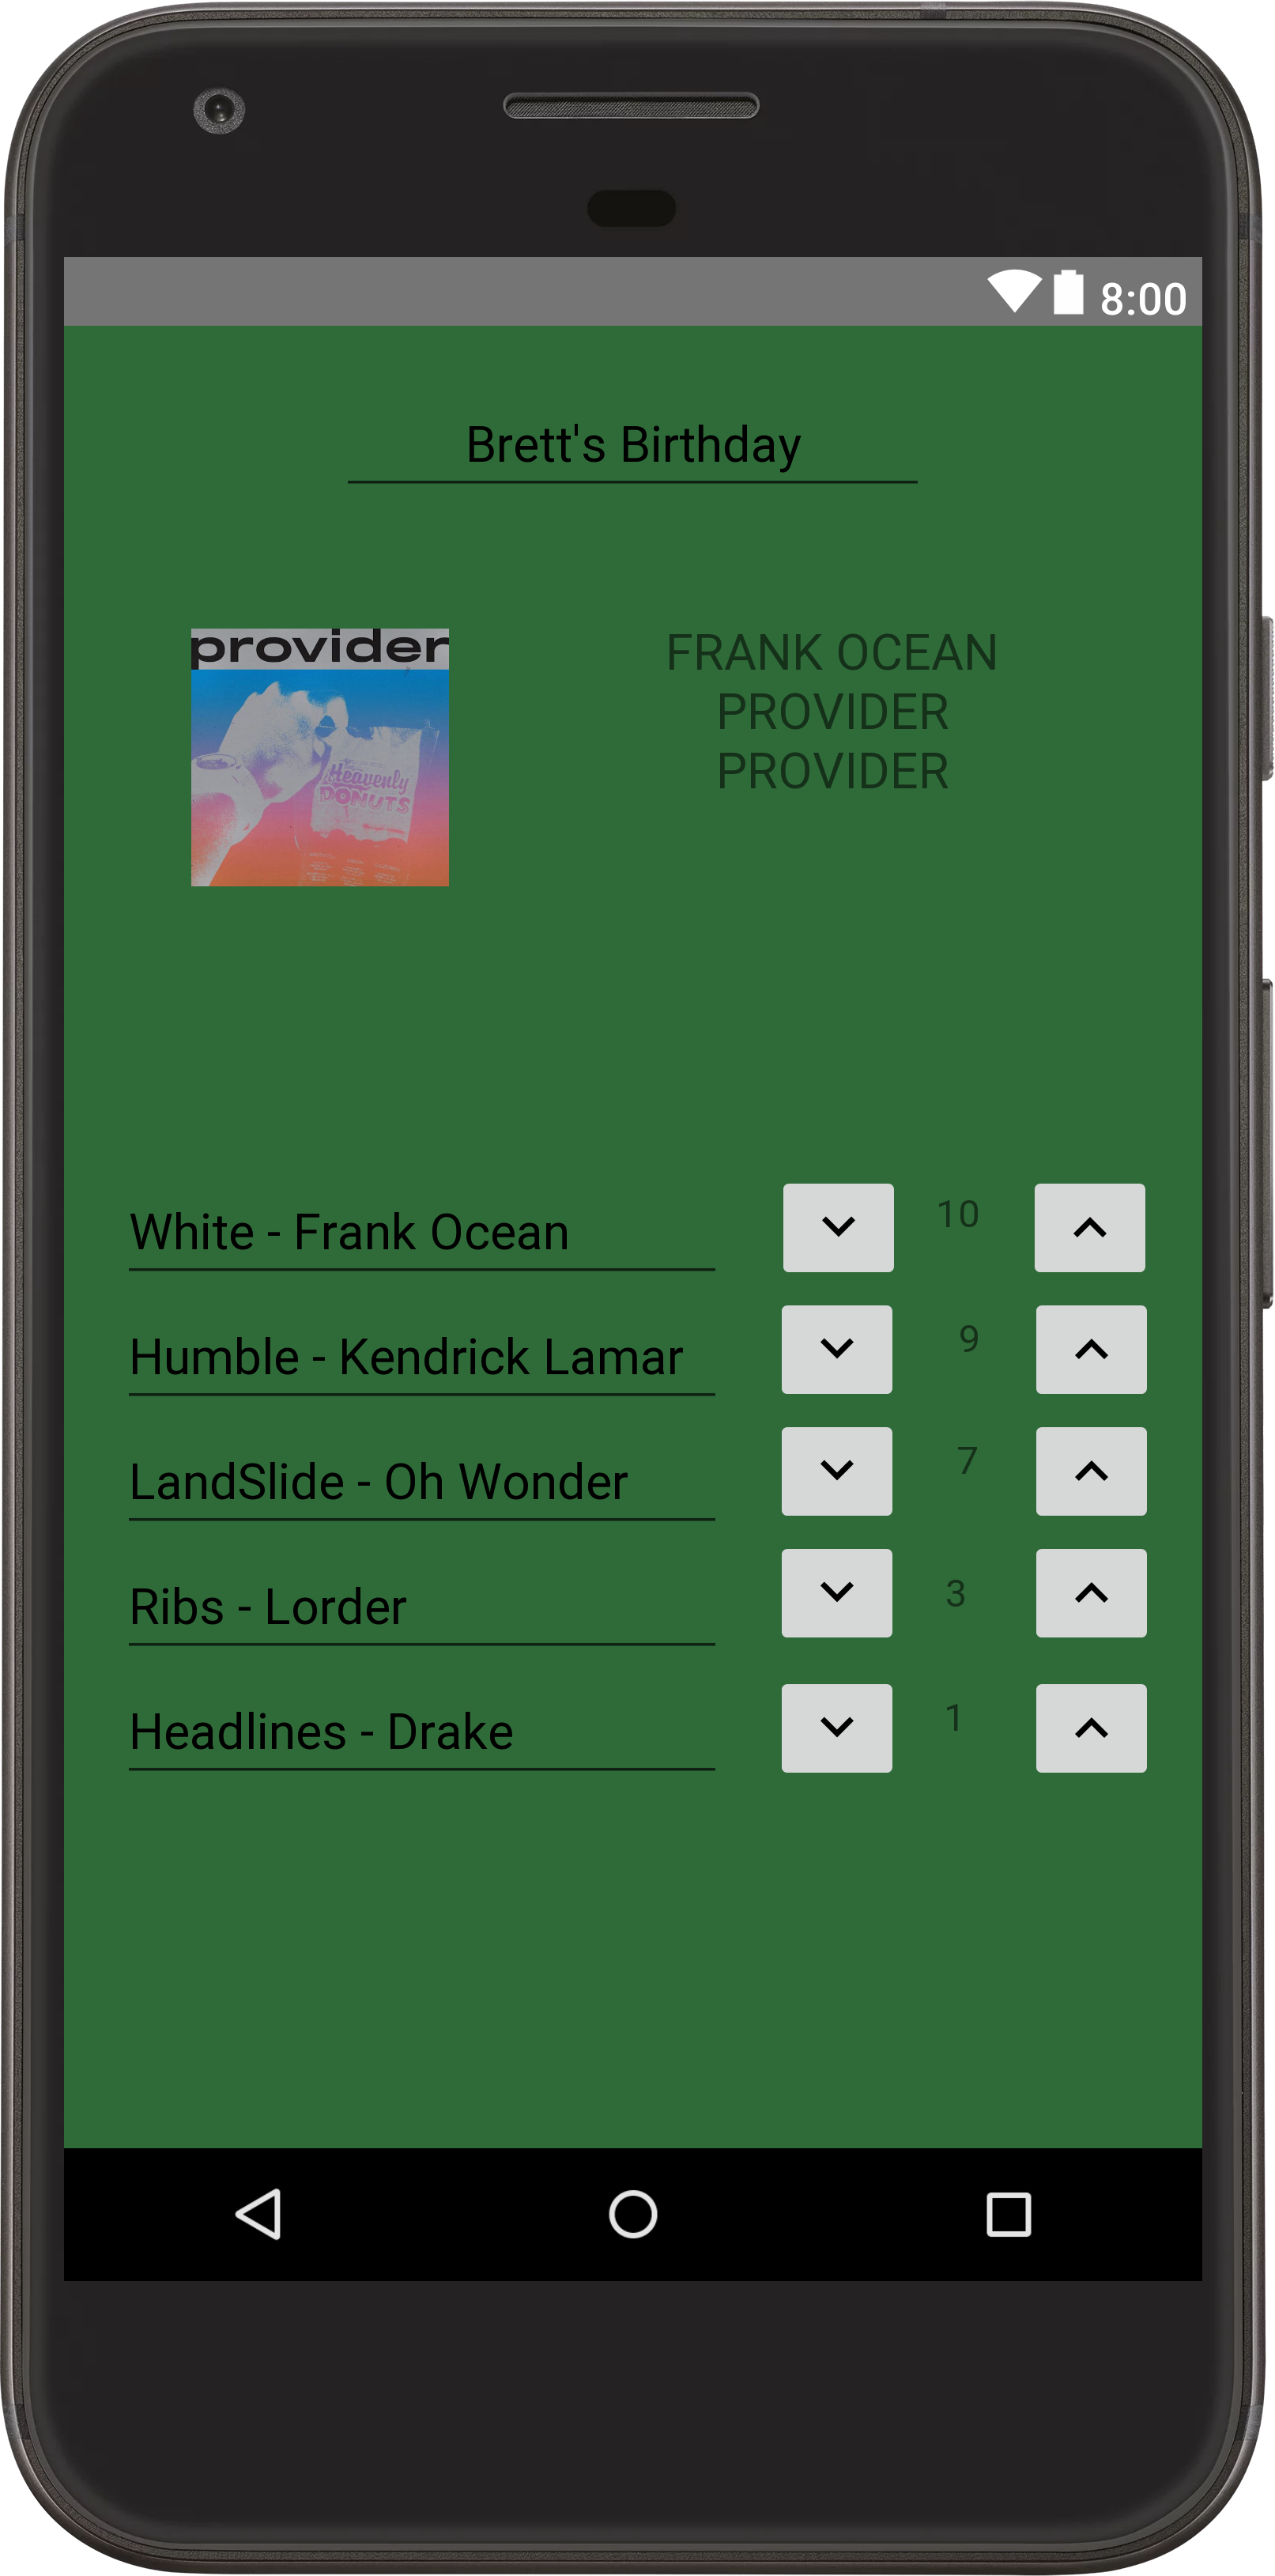 8:00
Brett's Birthday
provider
Heavenly
DONUTS
FRANK OCEAN
PROVIDER
PROVIDER
White - Frank Ocean
10
Humble - Kendrick Lamar
9
LandSlide - Oh Wonder
7
Ribs - Lorder
3
Headlines - Drake
1